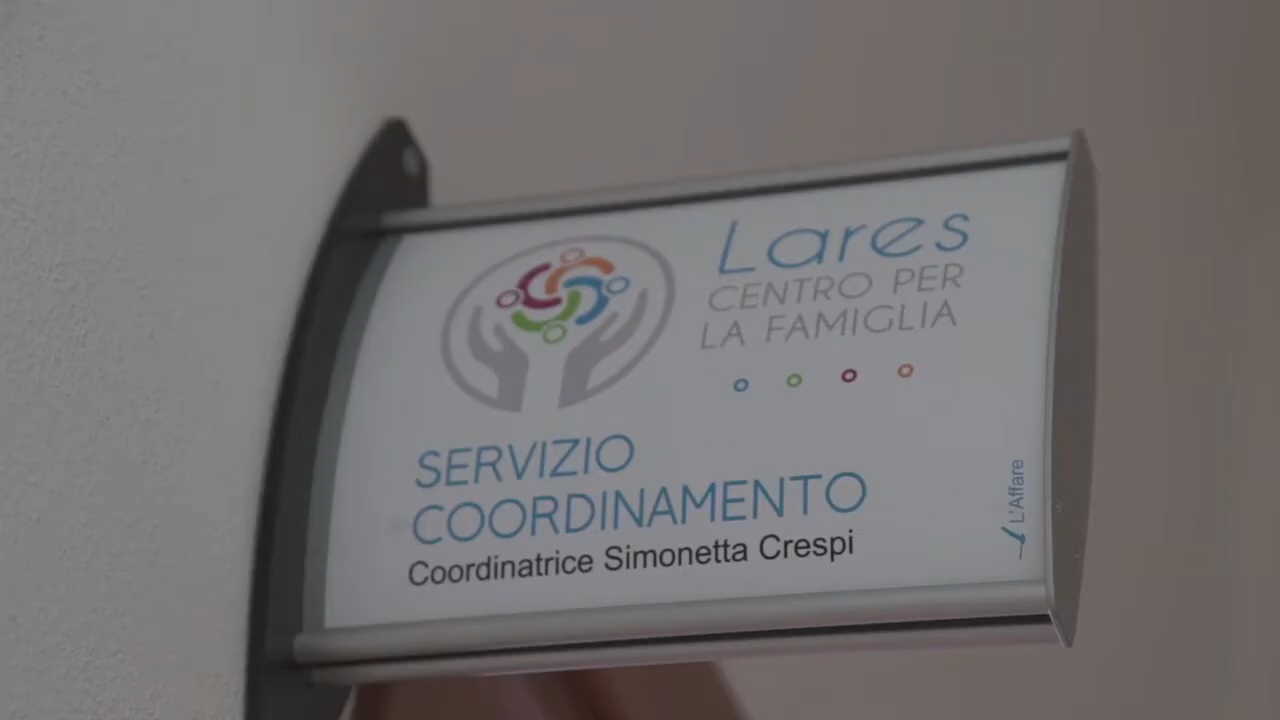 Lares
CENTRO PER
LA FAMIGLIA
SERVIZIO
COORDINAMENTO
Coordinatrice Simonetta Crespi
L'Affare